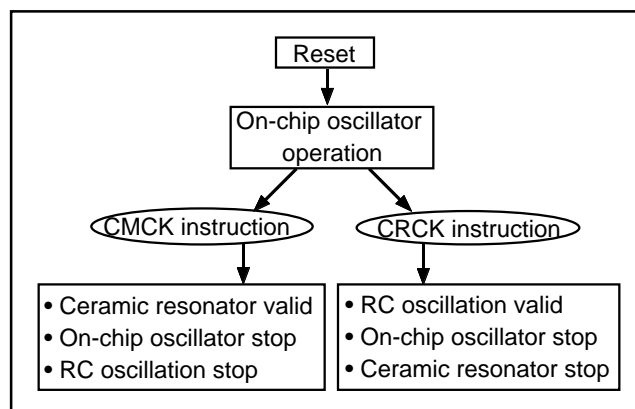 Reset
On-chip oscillator
operation
CMCK instruction
CRCK instruction
• Ceramic resonator valid
• On-chip oscillator stop
• RC oscillation stop
• RC oscillation valid
• On-chip oscillator stop
• Ceramic resonator stop